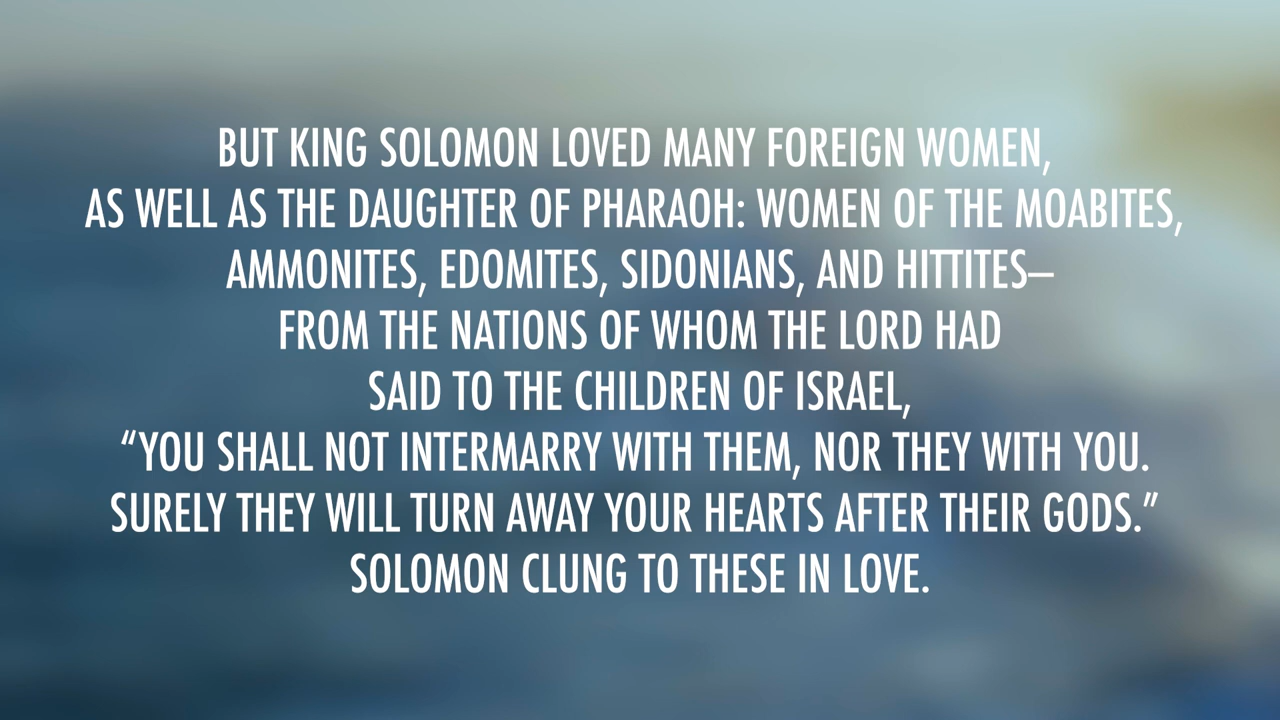 BUT KING SOLOMON LOVED MANY FOREIGN WOMEN,
AS WELL AS THE DAUGHTER OF PHARAOH: WOMEN OF THE MOABITES,
AMMONITES, EDOMITES, SIDONIANS, AND HITTITES—
FROM THE NATIONS OF WHOM THE LORD HAD
SAID TO THE CHILDREN OF ISRAEL,
“YOU SHALL NOT INTERMARRY WITH THEM, NOR THEY WITH YOU.
SURELY THEY WILL TURN AWAY YOUR HEARTS AFTER THEIR GODS.”
SOLOMON CLUNG TO THESE IN LOVE.